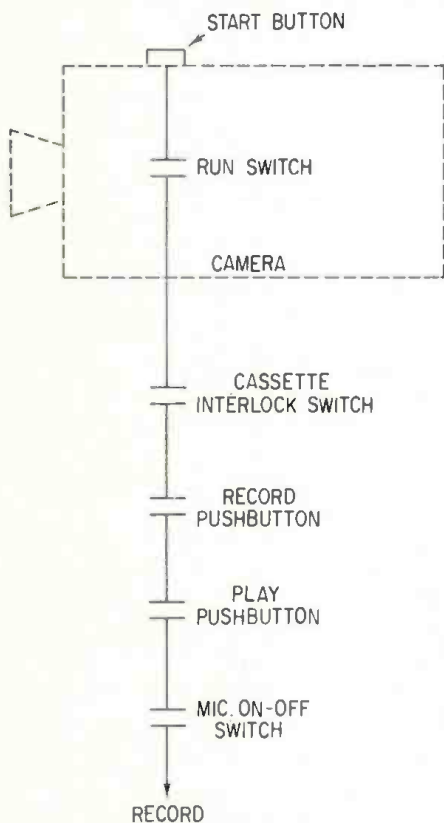 START BUTTON
RUN SWITCH
CAMERA
CASSETTE
INTERLOCK SWITCH
RECORD
PUSHBUTTON
PLAY
PUSHBUTTON
MIC. ON-OFF
SWITCH
RECORD